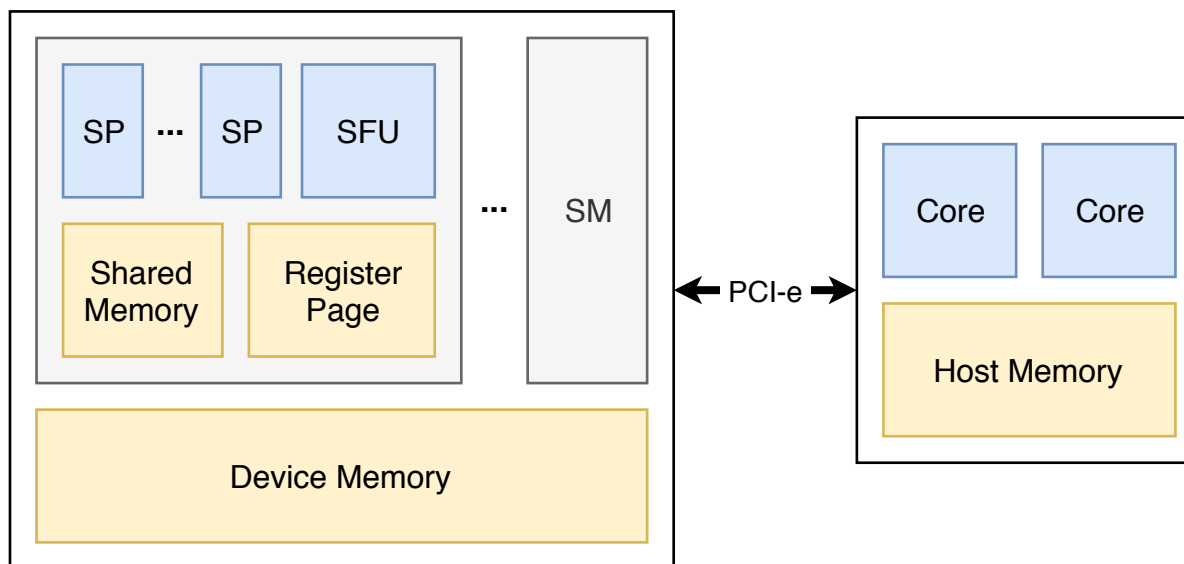 SP ... SP SFU
Shared
Memory
Register
Page
...
SM
Device Memory
PCI-e
Core Core
Host Memory